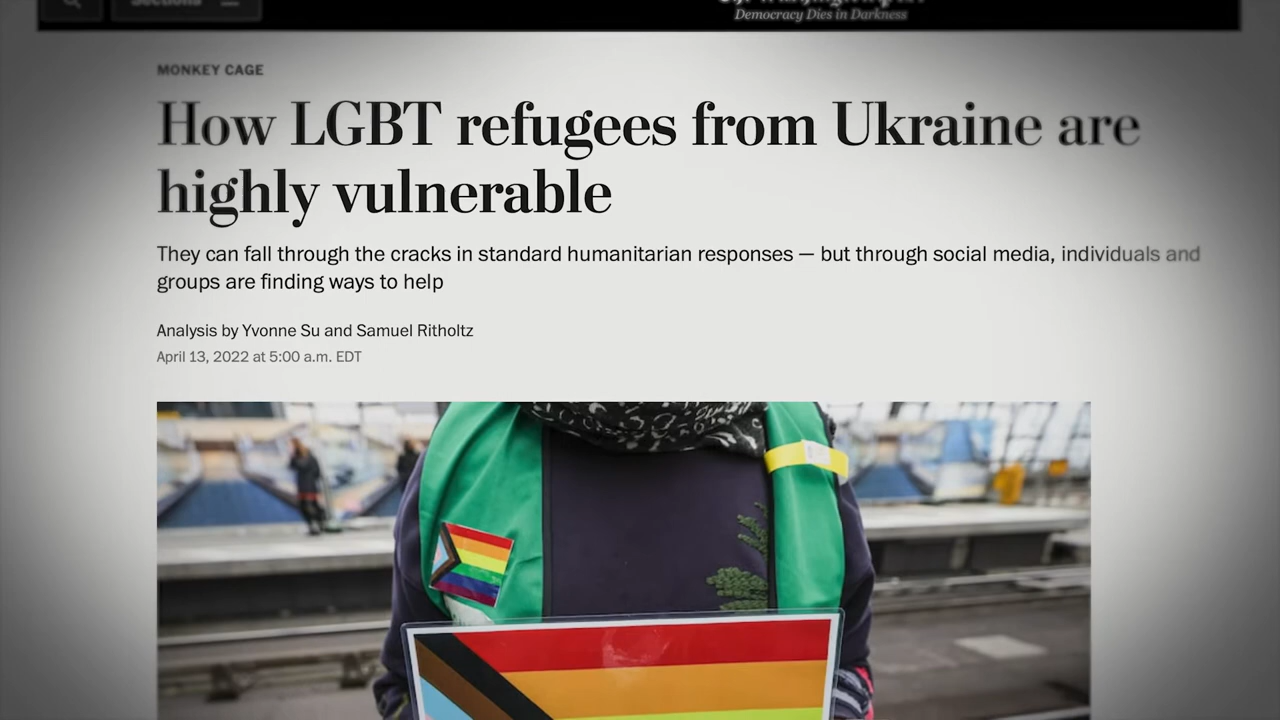 Sections
Democracy Dies in Darkness
MONKEY CAGE
How LGBT refugees from Ukraine are
highly vulnerable
They can fall through the cracks in standard humanitarian responses — but through social media, individuals and
groups are finding ways to help
Analysis by Yvonne Su and Samuel Ritholtz
April 13, 2022 at 5:00 a.m. EDT